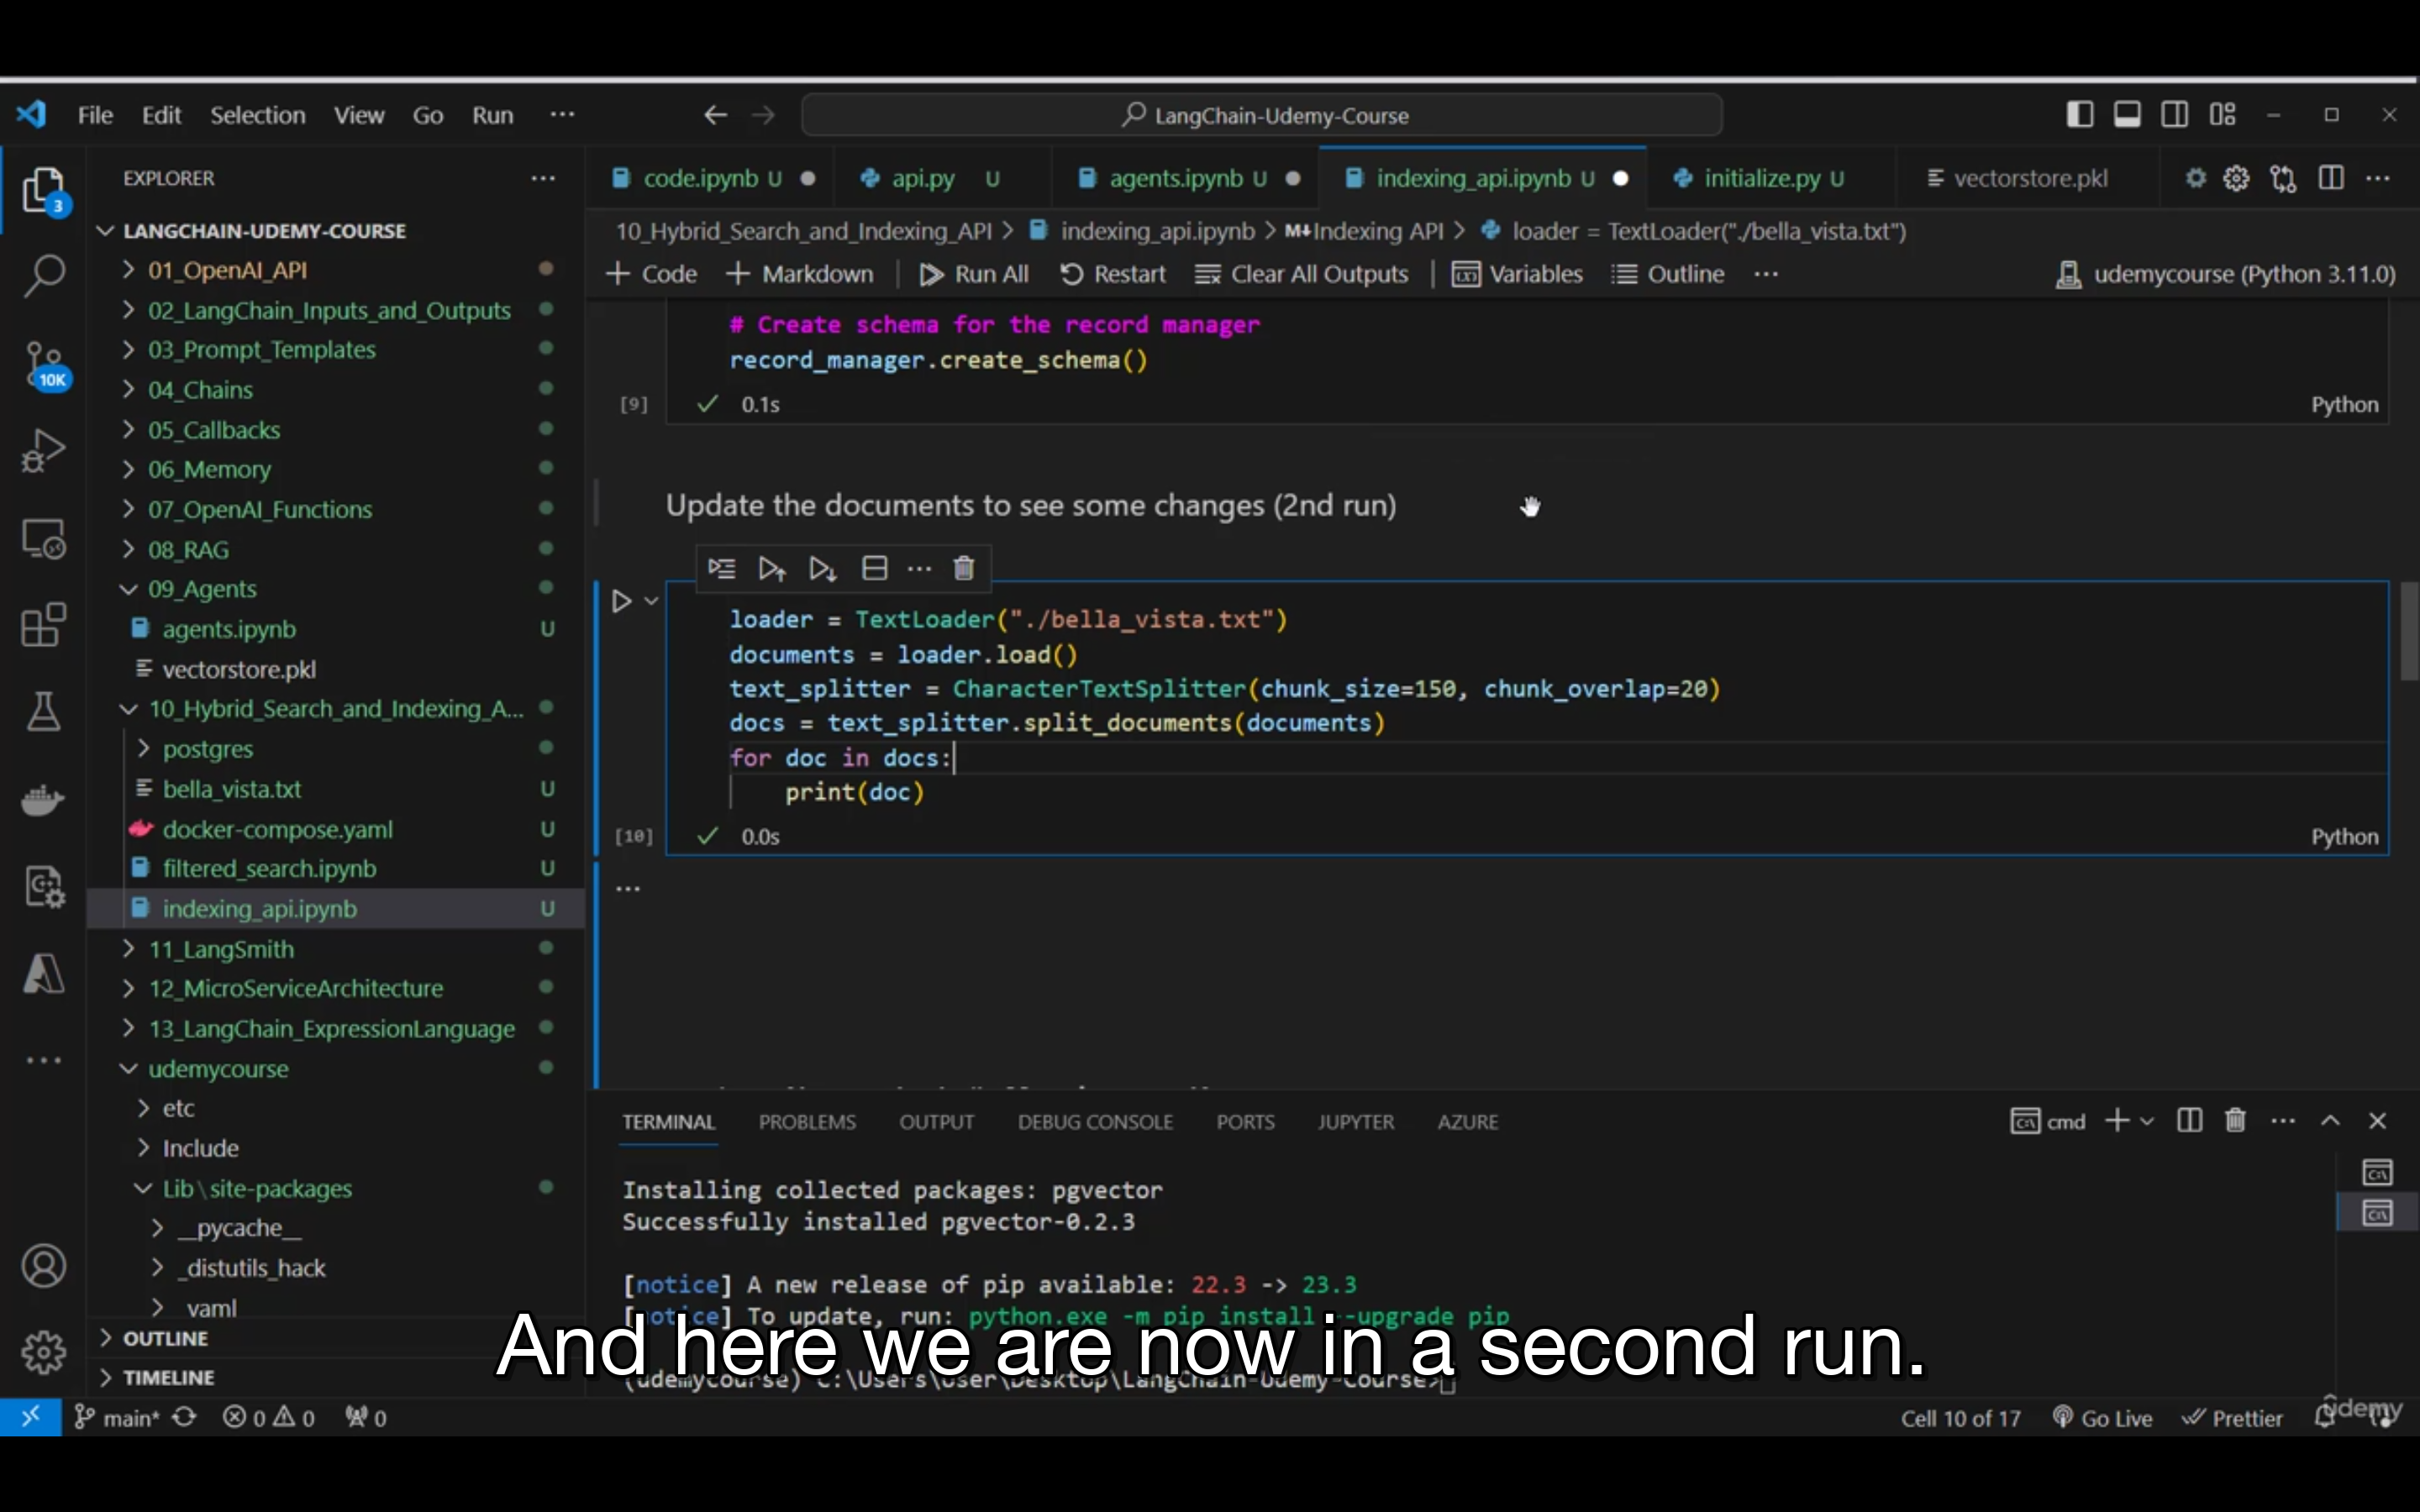 File Edit Selection View Go Run ···
LangChain-Udemy-Course
EXPLORER
code.ipynb U
api.py U
agents.ipynb U
indexing_api.ipynb U
initialize.py U
vectorstore.pkl
10_Hybrid_Search_and_Indexing_API > indexing_api.ipynb > M↓Indexing API > loader = TextLoader("./bella_vista.txt")
+ Code + Markdown Run All Restart Clear All Outputs Variables Outline ··· udemycourse (Python 3.11.0)
3
10K
LANGCHAIN-UDEMY-COURSE
01_OpenAI_API
02_LangChain_Inputs_and_Outputs
03_Prompt_Templates
04_Chains
05_Callbacks
06_Memory
07_OpenAI_Functions
08_RAG
09_Agents
agents.ipynb U
vectorstore.pkl
10_Hybrid_Search_and_Indexing_A...
postgres
bella_vista.txt U
docker-compose.yaml U
filtered_search.ipynb U
indexing_api.ipynb U
11_LangSmith
12_MicroServiceArchitecture
13_LangChain_ExpressionLanguage
udemycourse
etc
Include
Lib\site-packages
__pycache__
_distutils_hack
yaml
OUTLINE
TIMELINE
# Create schema for the record manager
record_manager.create_schema()
[9] 0.1s Python
Update the documents to see some changes (2nd run)
loader = TextLoader("./bella_vista.txt")
documents = loader.load()
text_splitter = CharacterTextSplitter(chunk_size=150, chunk_overlap=20)
docs = text_splitter.split_documents(documents)
for doc in docs:
print(doc)
[10] 0.0s Python
...
TERMINAL PROBLEMS OUTPUT DEBUG CONSOLE PORTS JUPYTER AZURE
cmd
Installing collected packages: pgvector
Successfully installed pgvector-0.2.3
[notice] A new release of pip available: 22.3 -> 23.3
[notice] To update, run: python.exe -m pip install --upgrade pip
(udemycourse) C:\Users\User\Desktop\LangChain-Udemy-Course>
And here we are now in a second run.
main* 0 0 0
Cell 10 of 17 Go Live Prettier
udemy